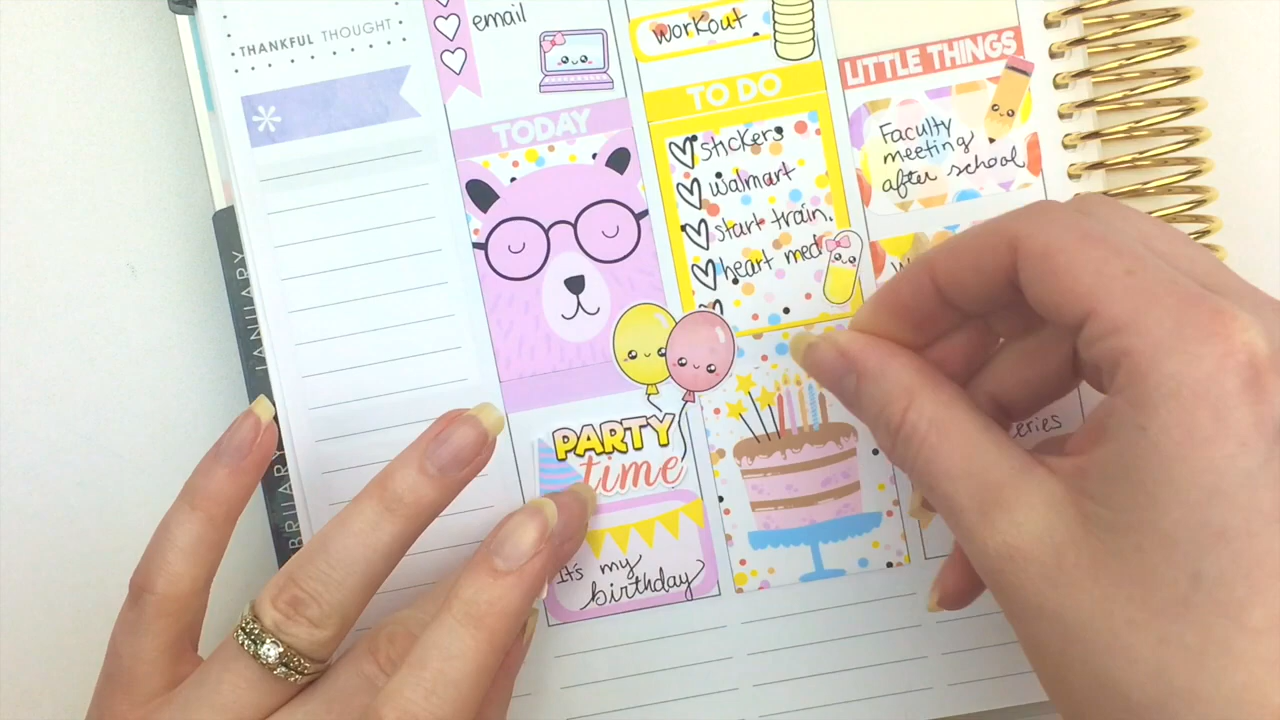 THANKFUL THOUGHT
JANUARY
email
TODAY
PARTY
time
It's my
birthday
workout
TO DO
stickers
walmart
start train.
heart med
LITTLE THINGS
Faculty
meeting
after school